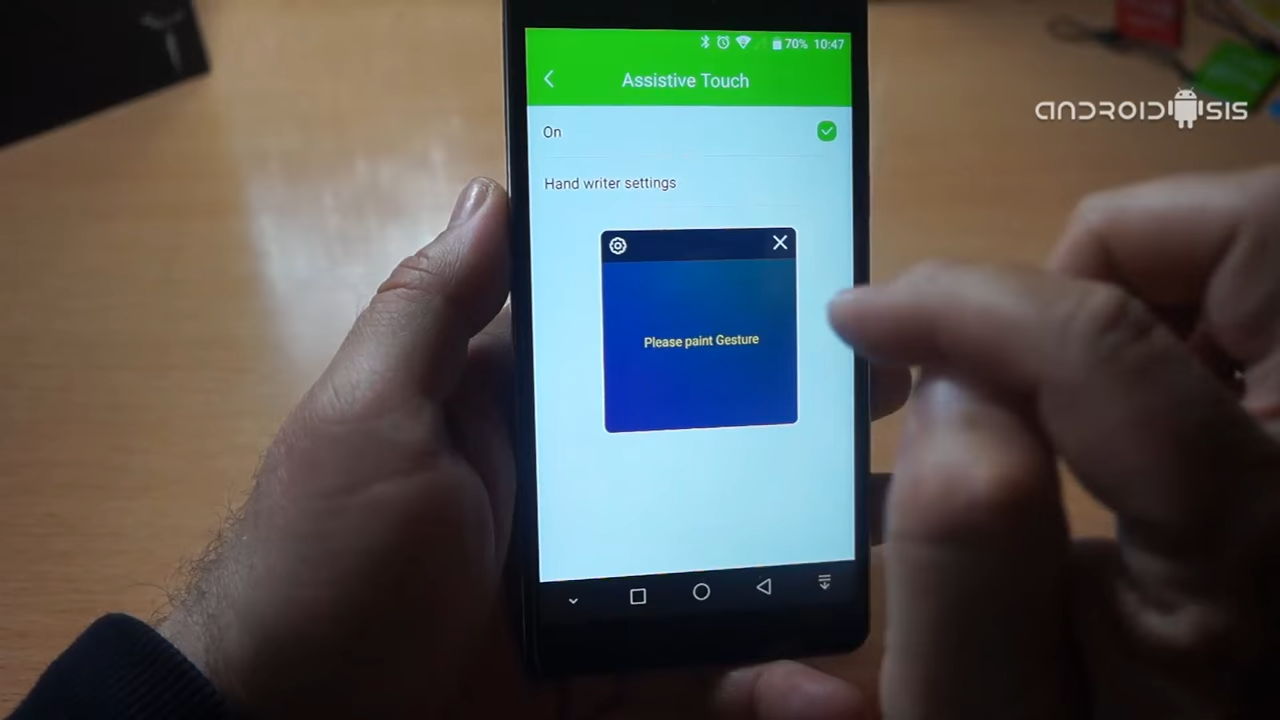 70% 10:47
Assistive Touch
ANDROIDSIS
On
Hand writer settings
Please paint Gesture